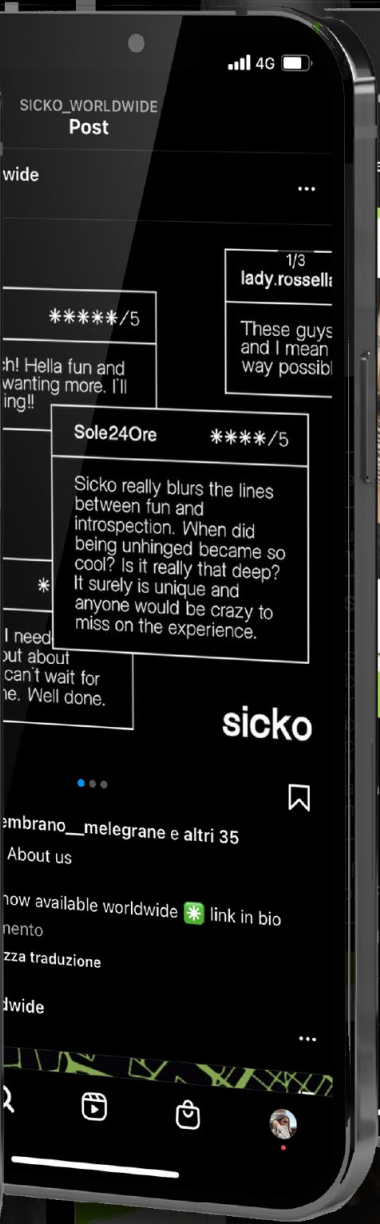 4G
SICKO_WORLDWIDE
Post
wide
1/3
lady.rossella
*****/5
These guys
and I mean
way possibl
ch! Hella fun and
wanting more. I'll
ing!!
Sole24Ore ****/5
Sicko really blurs the lines
between fun and
introspection. When did
being unhinged became so
cool? Is it really that deep?
It surely is unique and
anyone would be crazy to
miss on the experience.
*
I need
out about
can't wait for
ne. Well done.
sicko
embrano__melegrane e altri 35
About us
now available worldwide ✳️ link in bio
mento
zza traduzione
dwide